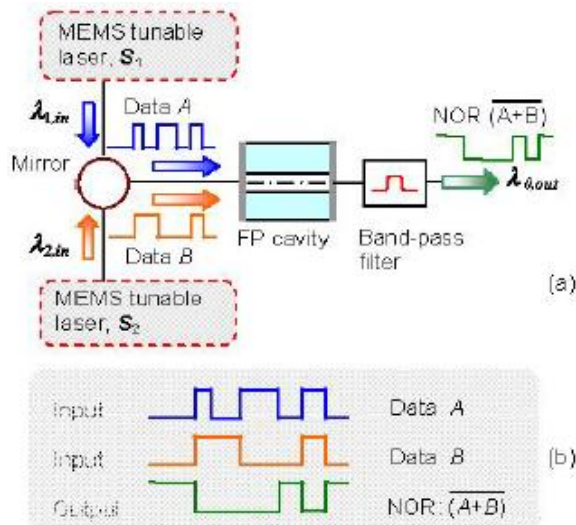 MEMS tunable
laser, S₁
λ₁,in
Data A
Mirror
NOR (A+B)
λ₀,out
λ₂,in
Data B
FP cavity
Band-pass
filter
(a)
MEMS tunable
laser, S₂
Input Data A
Input Data B
(b)
Output NOR: (A+B)